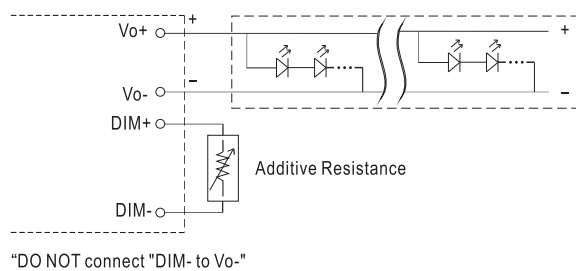 Vo+
+
+
–
Vo-
–
DIM+
Additive Resistance
DIM-
“DO NOT connect "DIM- to Vo-"